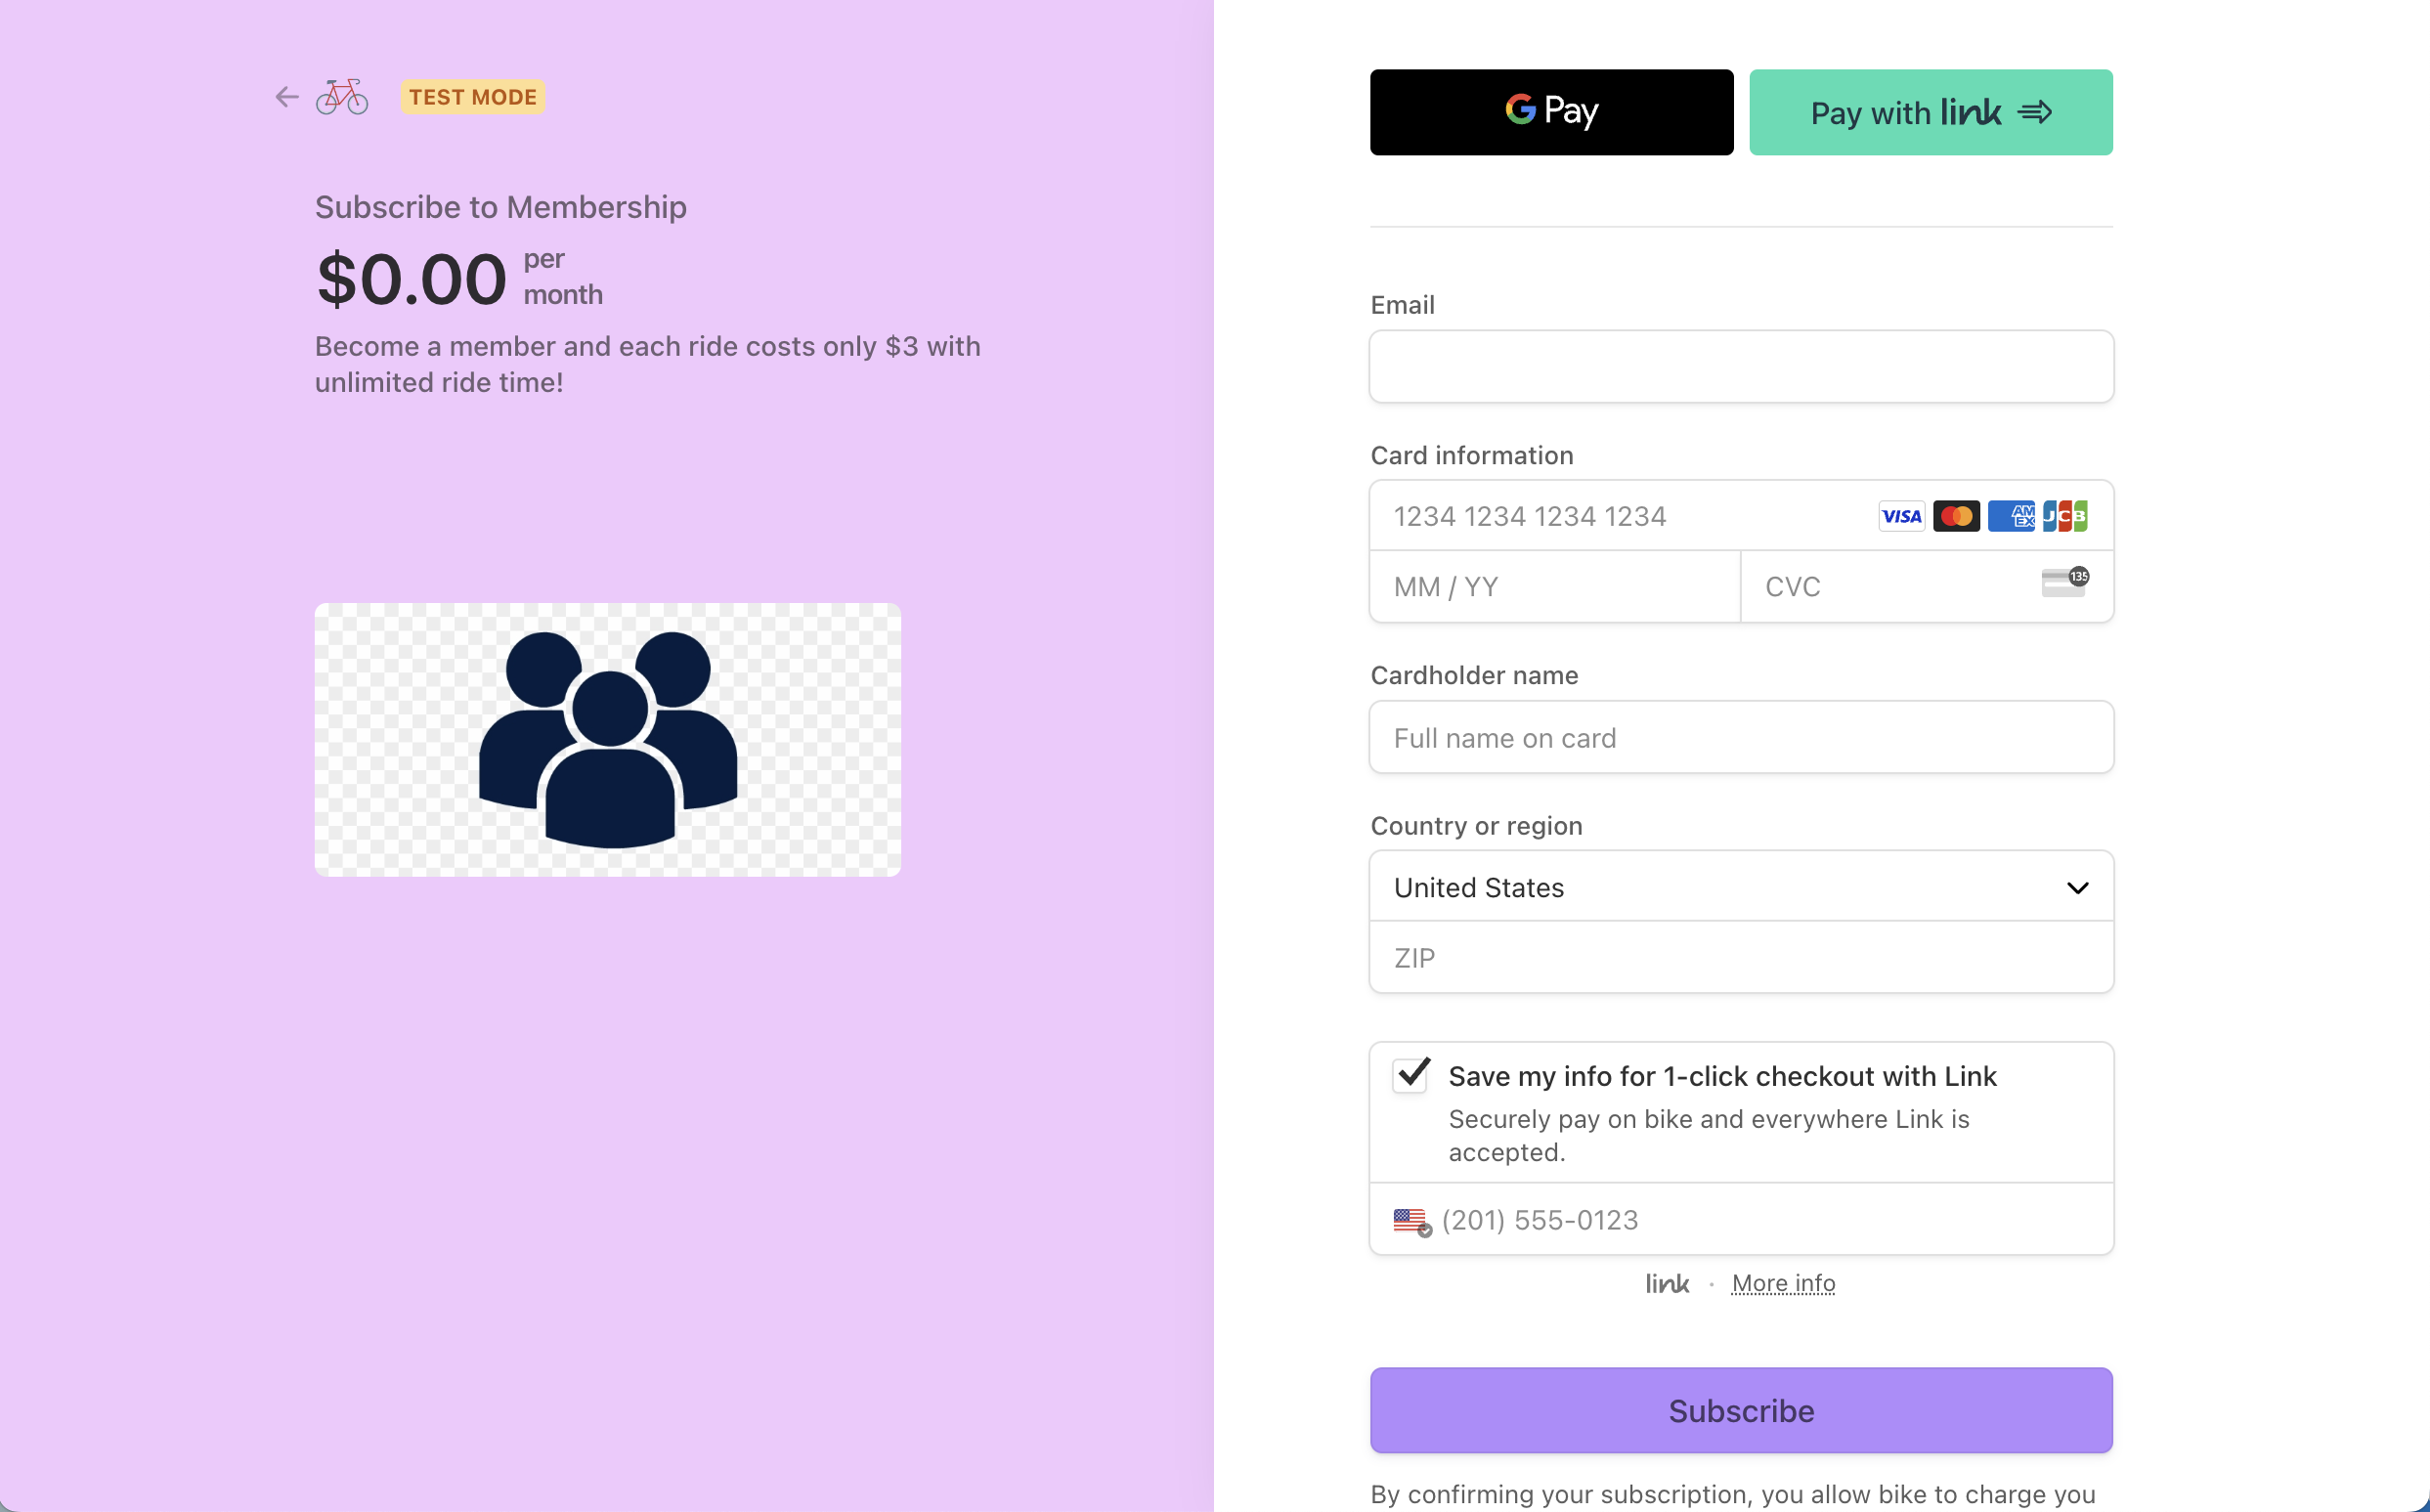 TEST MODE
Subscribe to Membership
$0.00 per
month
Become a member and each ride costs only $3 with
unlimited ride time!
G Pay
Pay with link
Email
Card information
1234 1234 1234 1234
VISA
AMEX
JCB
MM / YY
CVC
135
Cardholder name
Full name on card
Country or region
United States
ZIP
Save my info for 1-click checkout with Link
Securely pay on bike and everywhere Link is
accepted.
(201) 555-0123
link · More info
Subscribe
By confirming your subscription, you allow bike to charge you